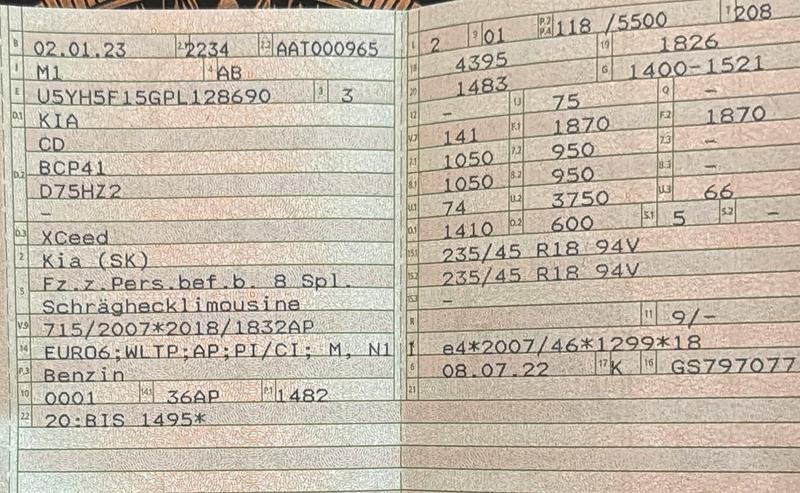 B 02.01.23 2.1 2234 2.2 AAT000965
J M1 4 AB
E U5YH5F15GPL128690 3 3
D.1 KIA
CD
D.2 BCP41
D75HZ2
–
D.3 XCeed
2 Kia (SK)
5 Fz.z.Pers.bef.b. 8 Spl.
Schräghecklimousine
V.9 715/2007*2018/1832AP
14 EURO6;WLTP;AP;PI/CI; M, N1
P.3 Benzin
10 0001 14.1 36AP P.1 1482
22 20:BIS 1495*
L 2 9 01 P.2 P.4 118 /5500 T 208
18 4395 19 1826
20 1483 G 1400-1521
12 – 13 75 Q –
V.7 141 F.1 1870 F.2 1870
7.1 1050 7.2 950 7.3 –
8.1 1050 8.2 950 8.3 –
U.1 74 U.2 3750 U.3 66
O.1 1410 O.2 600 S.1 5 S.2 –
15.1 235/45 R18 94V
15.2 235/45 R18 94V
15.3 –
R 11 9/-
K e4*2007/46*1299*18
6 08.07.22 17 K 16 GS797077
21